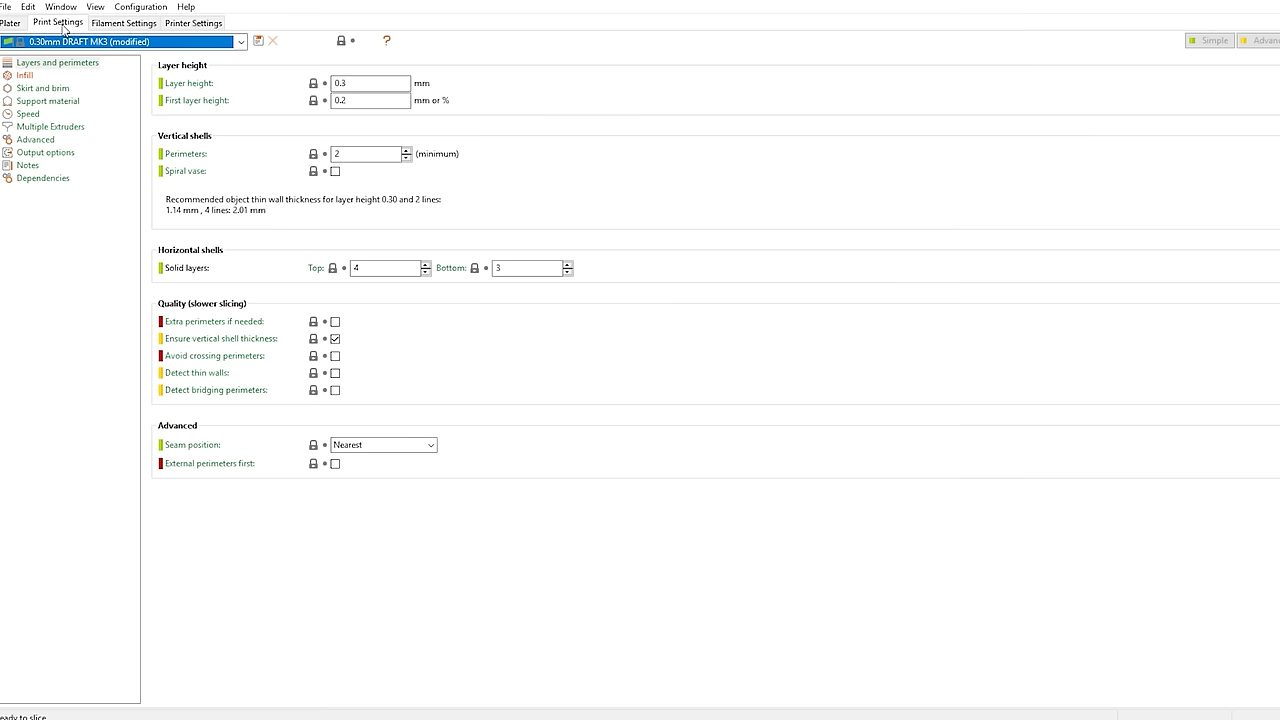 File Edit Window View Configuration Help
Plater Print Settings Filament Settings Printer Settings
0.30mm DRAFT MK3 (modified) ? Simple
Layers and perimeters
Infill
Skirt and brim
Support material
Speed
Multiple Extruders
Advanced
Output options
Notes
Dependencies
Layer height
Layer height: 0.3 mm
First layer height: 0.2 mm or %
Vertical shells
Perimeters: 2 (minimum)
Spiral vase:
Recommended object thin wall thickness for layer height 0.30 and 2 lines:
1.14 mm , 4 lines: 2.01 mm
Horizontal shells
Solid layers: Top: 4 Bottom: 3
Quality (slower slicing)
Extra perimeters if needed:
Ensure vertical shell thickness:
Avoid crossing perimeters:
Detect thin walls:
Detect bridging perimeters:
Advanced
Seam position: Nearest
External perimeters first:
eady to slice